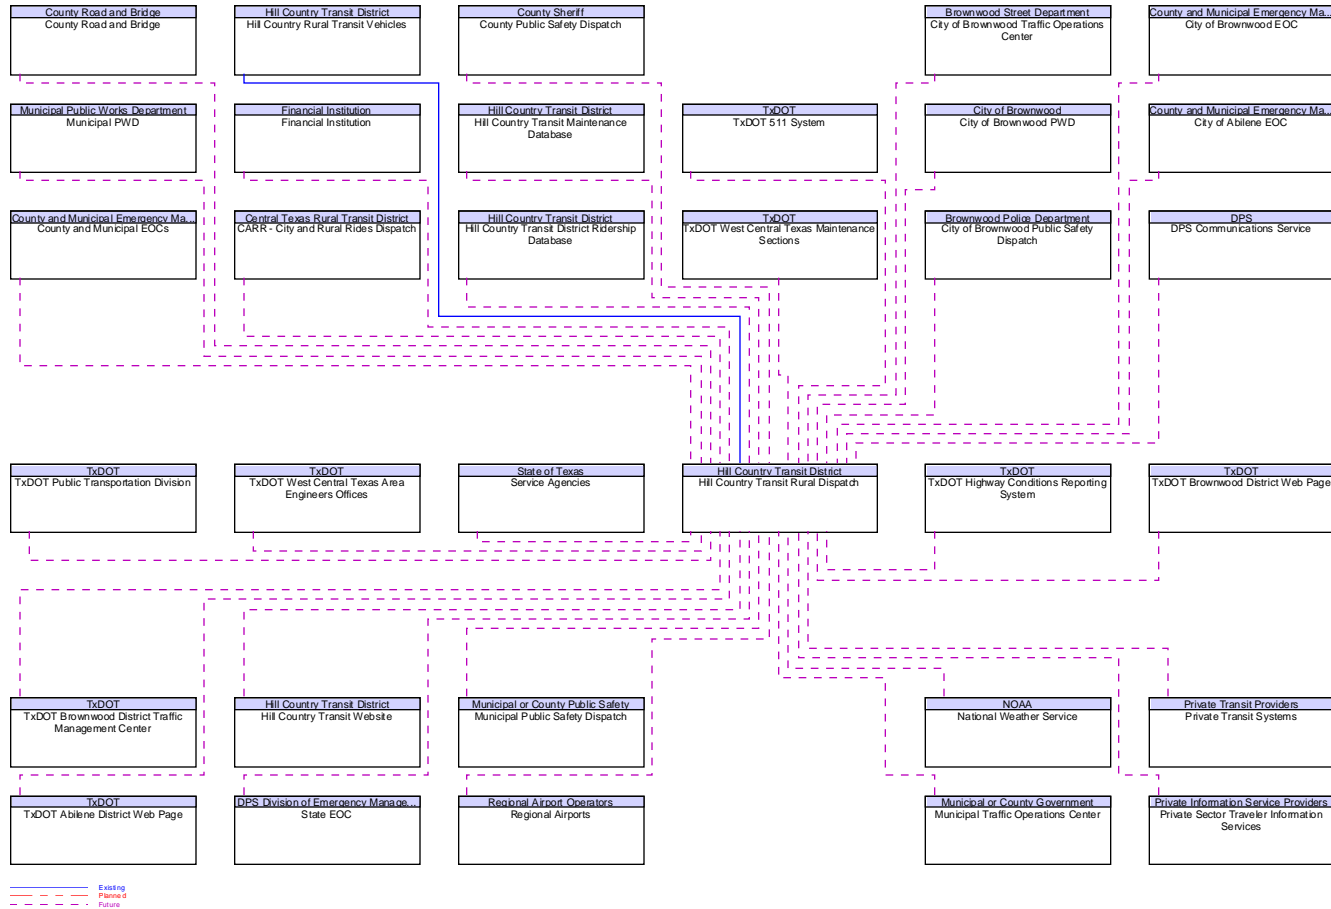 County Road and Bridge
County Road and Bridge
Hill Country Transit District
Hill Country Rural Transit Vehicles
County Sheriff
County Public Safety Dispatch
Brownwood Street Department
City of Brownwood Traffic Operations
Center
County and Municipal Emergency Ma...
City of Brownwood EOC
Municipal Public Works Department
Municipal PWD
Financial Institution
Financial Institution
Hill Country Transit District
Hill Country Transit Maintenance
Database
TxDOT
TxDOT 511 System
City of Brownwood
City of Brownwood PWD
County and Municipal Emergency Ma...
City of Abilene EOC
County and Municipal Emergency Ma...
County and Municipal EOCs
Central Texas Rural Transit District
CARR - City and Rural Rides Dispatch
Hill Country Transit District
Hill Country Transit District Ridership
Database
TxDOT
TxDOT West Central Texas Maintenance
Sections
Brownwood Police Department
City of Brownwood Public Safety
Dispatch
DPS
DPS Communications Service
TxDOT
TxDOT Public Transportation Division
TxDOT
TxDOT West Central Texas Area
Engineers Offices
State of Texas
Service Agencies
Hill Country Transit District
Hill Country Transit Rural Dispatch
TxDOT
TxDOT Highway Conditions Reporting
System
TxDOT
TxDOT Brownwood District Web Page
TxDOT
TxDOT Brownwood District Traffic
Management Center
Hill Country Transit District
Hill Country Transit Website
Municipal or County Public Safety
Municipal Public Safety Dispatch
NOAA
National Weather Service
Private Transit Providers
Private Transit Systems
TxDOT
TxDOT Abilene District Web Page
DPS Division of Emergency Manage...
State EOC
Regional Airport Operators
Regional Airports
Municipal or County Government
Municipal Traffic Operations Center
Private Information Service Providers
Private Sector Traveler Information
Services
Existing
Planned
Future